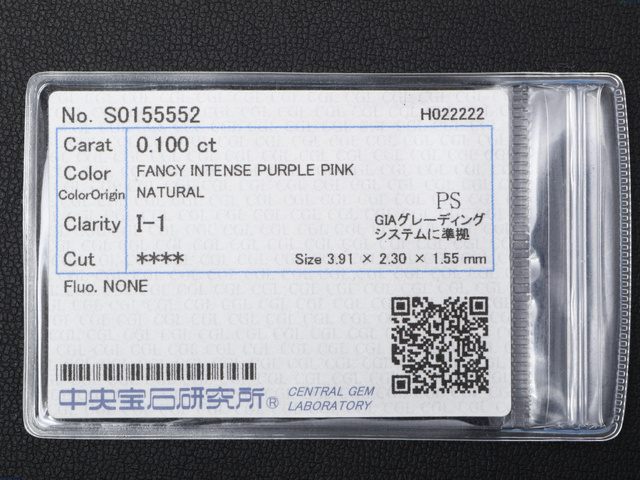 No. S0155552 H022222
Carat 0.100 ct
Color FANCY INTENSE PURPLE PINK
ColorOrigin NATURAL
PS
Clarity I-1
GIAグレーディング
システムに準拠
Cut ****
Size 3.91 × 2.30 × 1.55 mm
Fluo. NONE
中央宝石研究所®
CENTRAL GEM
LABORATORY